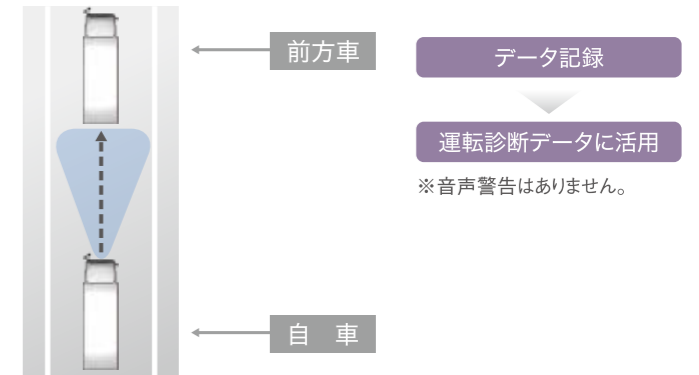 前方車
データ記録
運転診断データに活用
※音声警告はありません。
自　車